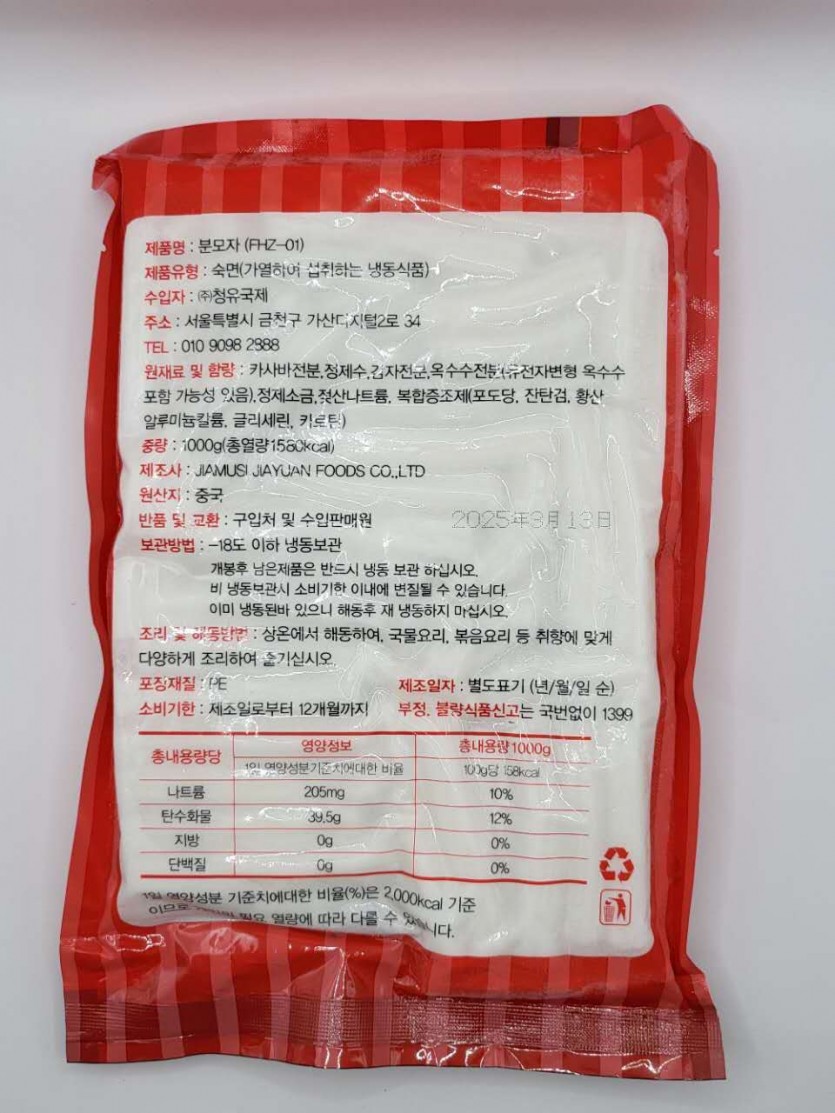 제품명 : 분모자 (FHZ-01)
제품유형 : 숙면(가열하여 섭취하는 냉동식품)
수입자 : ㈜청유국제
주소 : 서울특별시 금천구 가산디지털2로 34
TEL : 010 9098 2888
원재료 및 함량 : 카사바전분,정제수,감자전분,옥수수전분(유전자변형 옥수수
포함 가능성 있음),정제소금,젖산나트륨, 복합증조제(포도당, 잔탄검, 황산
알루미늄칼륨, 글리세린, 카로틴)
중량 : 1000g(총열량1580kcal)
제조사 : JIAMUSI JIAYUAN FOODS CO.,LTD
원산지 : 중국
반품 및 교환 : 구입처 및 수입판매원
2025年3月13日
보관방법 : -18도 이하 냉동보관
개봉후 남은제품은 반드시 냉동 보관 하십시오.
비 냉동보관시 소비기한 이내에 변질될 수 있습니다.
이미 냉동된바 있으니 해동후 재 냉동하지 마십시오.
조리 및 해동방법 : 상온에서 해동하여, 국물요리, 볶음요리 등 취향에 맞게
다양하게 조리하여 즐기십시오.
포장재질 : PE
제조일자 : 별도표기 (년/월/일 순)
소비기한 : 제조일로부터 12개월까지
부정, 불량식품신고는 국번없이 1399
총내용량당 영양정보 총내용량 1000g
1일 영양성분기준치에대한 비율 100g당 158kcal
나트륨 205mg 10%
탄수화물 39.5g 12%
지방 0g 0%
단백질 0g 0%
1일 영양성분 기준치에대한 비율(%)은 2,000kcal 기준
이므로 필요 열량에 따라 다를 수 있습니다.